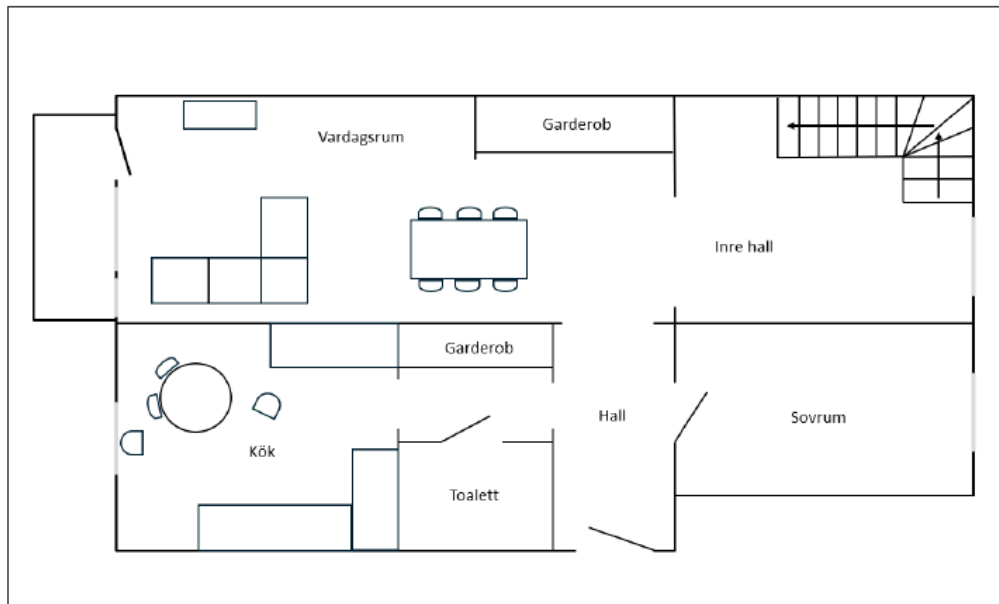 Garderob
Vardagsrum
Inre hall
Garderob
Hall
Sovrum
Kök
Toalett